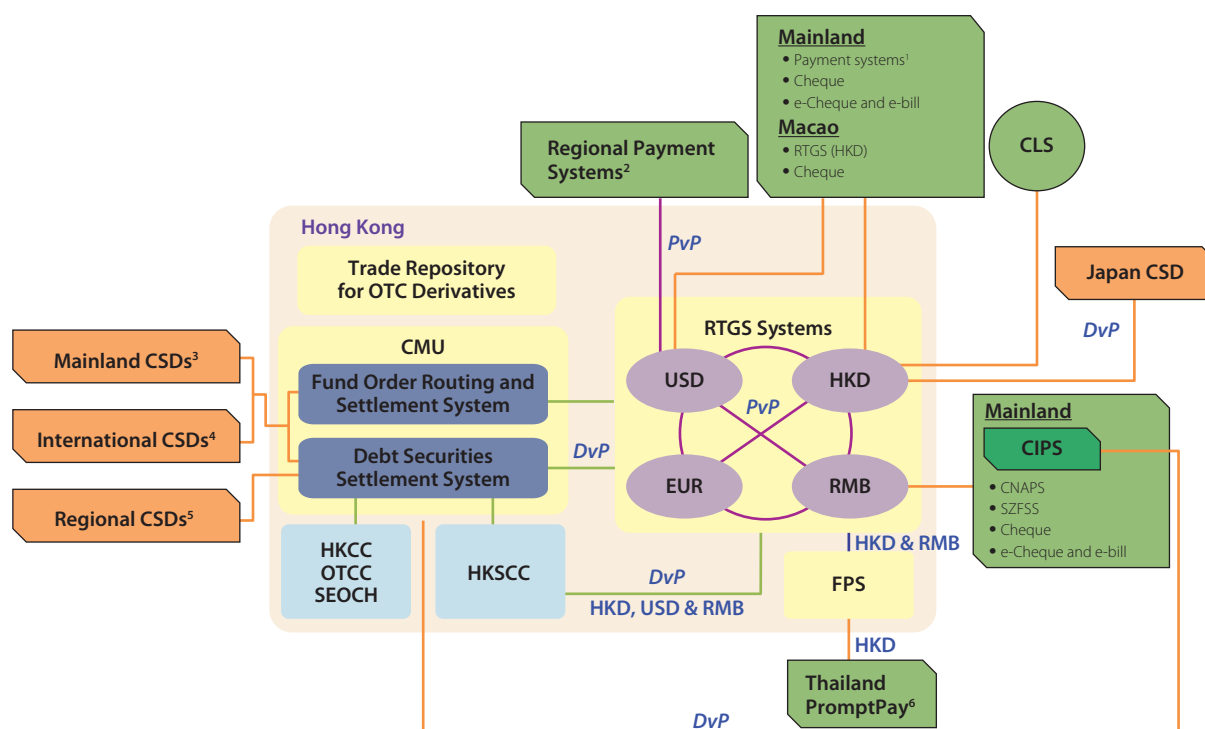 Mainland
• Payment systems¹
• Cheque
• e-Cheque and e-bill
Macao
• RTGS (HKD)
• Cheque
CLS
Regional Payment
Systems²
Hong Kong
PvP
Trade Repository
for OTC Derivatives
Japan CSD
DvP
RTGS Systems
CMU
Mainland CSDs³
Fund Order Routing and
Settlement System
USD
HKD
PvP
International CSDs⁴
Mainland
CIPS
• CNAPS
• SZFSS
• Cheque
• e-Cheque and e-bill
Debt Securities
Settlement System
DvP
EUR
RMB
Regional CSDs⁵
HKCC
OTCC
SEOCH
HKSCC
DvP
HKD, USD & RMB
HKD & RMB
FPS
HKD
Thailand
PromptPay⁶
DvP